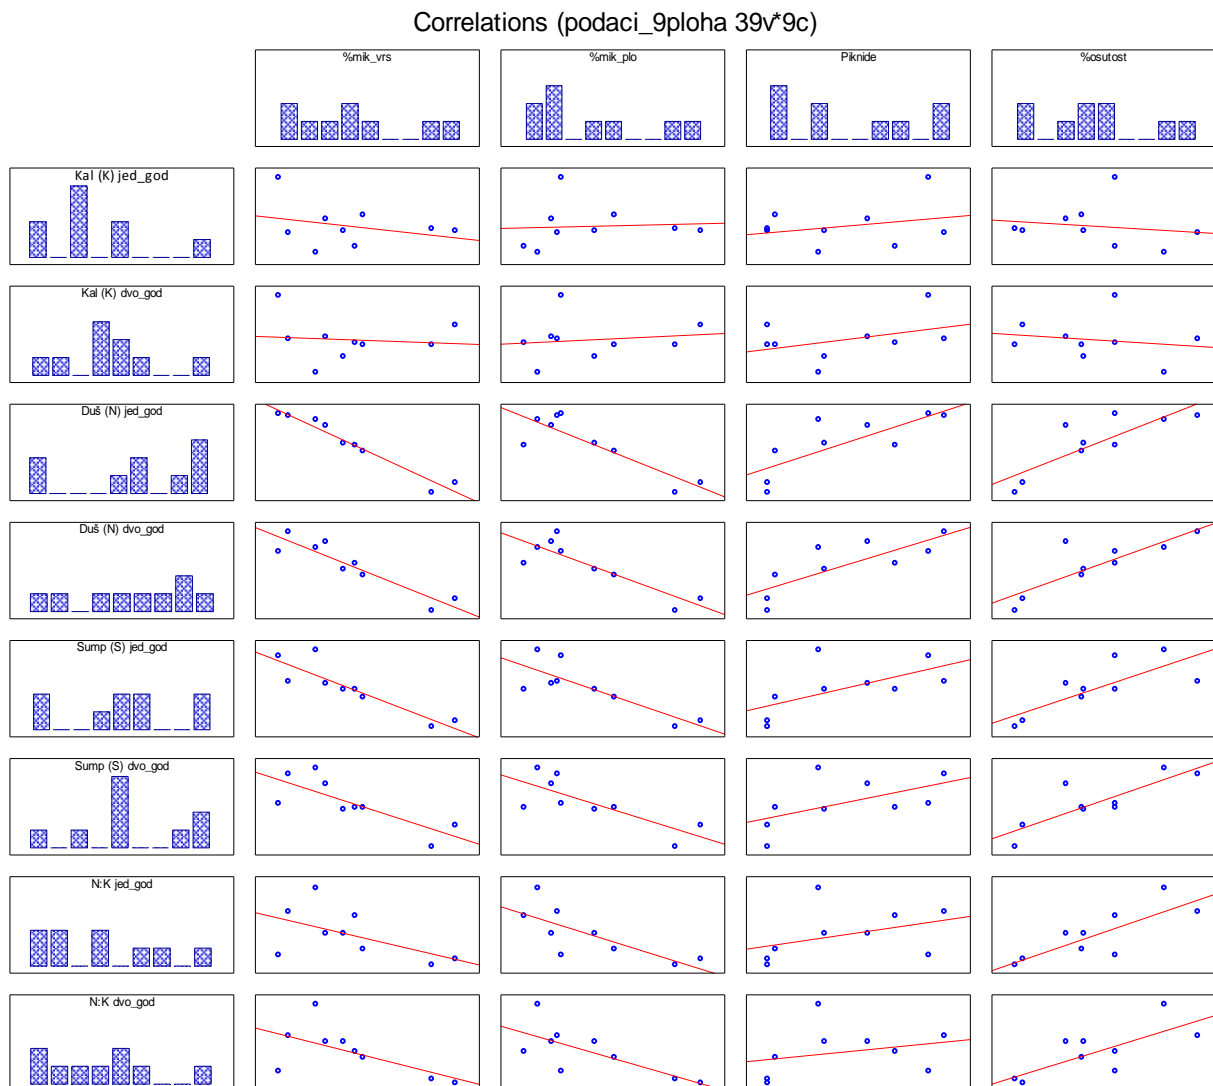 Correlations (podaci_9ploha 39v*9c)
%mik_vrs
%mik_plo
Piknide
%osutost
Kal (K) jed_god
Kal (K) dvo_god
Duš (N) jed_god
Duš (N) dvo_god
Sump (S) jed_god
Sump (S) dvo_god
N:K jed_god
N:K dvo_god